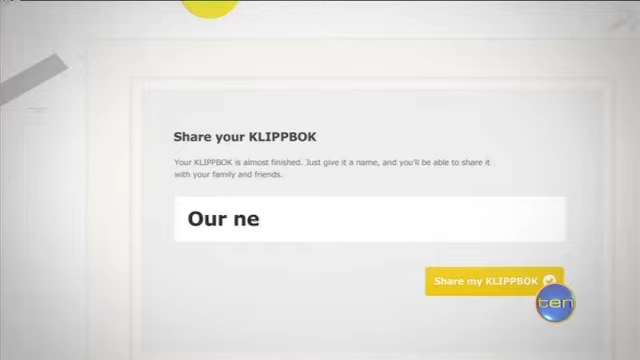 Share your KLIPPBOK
Your KLIPPBOK is almost finished. Just give it a name, and you'll be able to share it
with your family and friends.
Our ne
Share my KLIPPBOK
ten